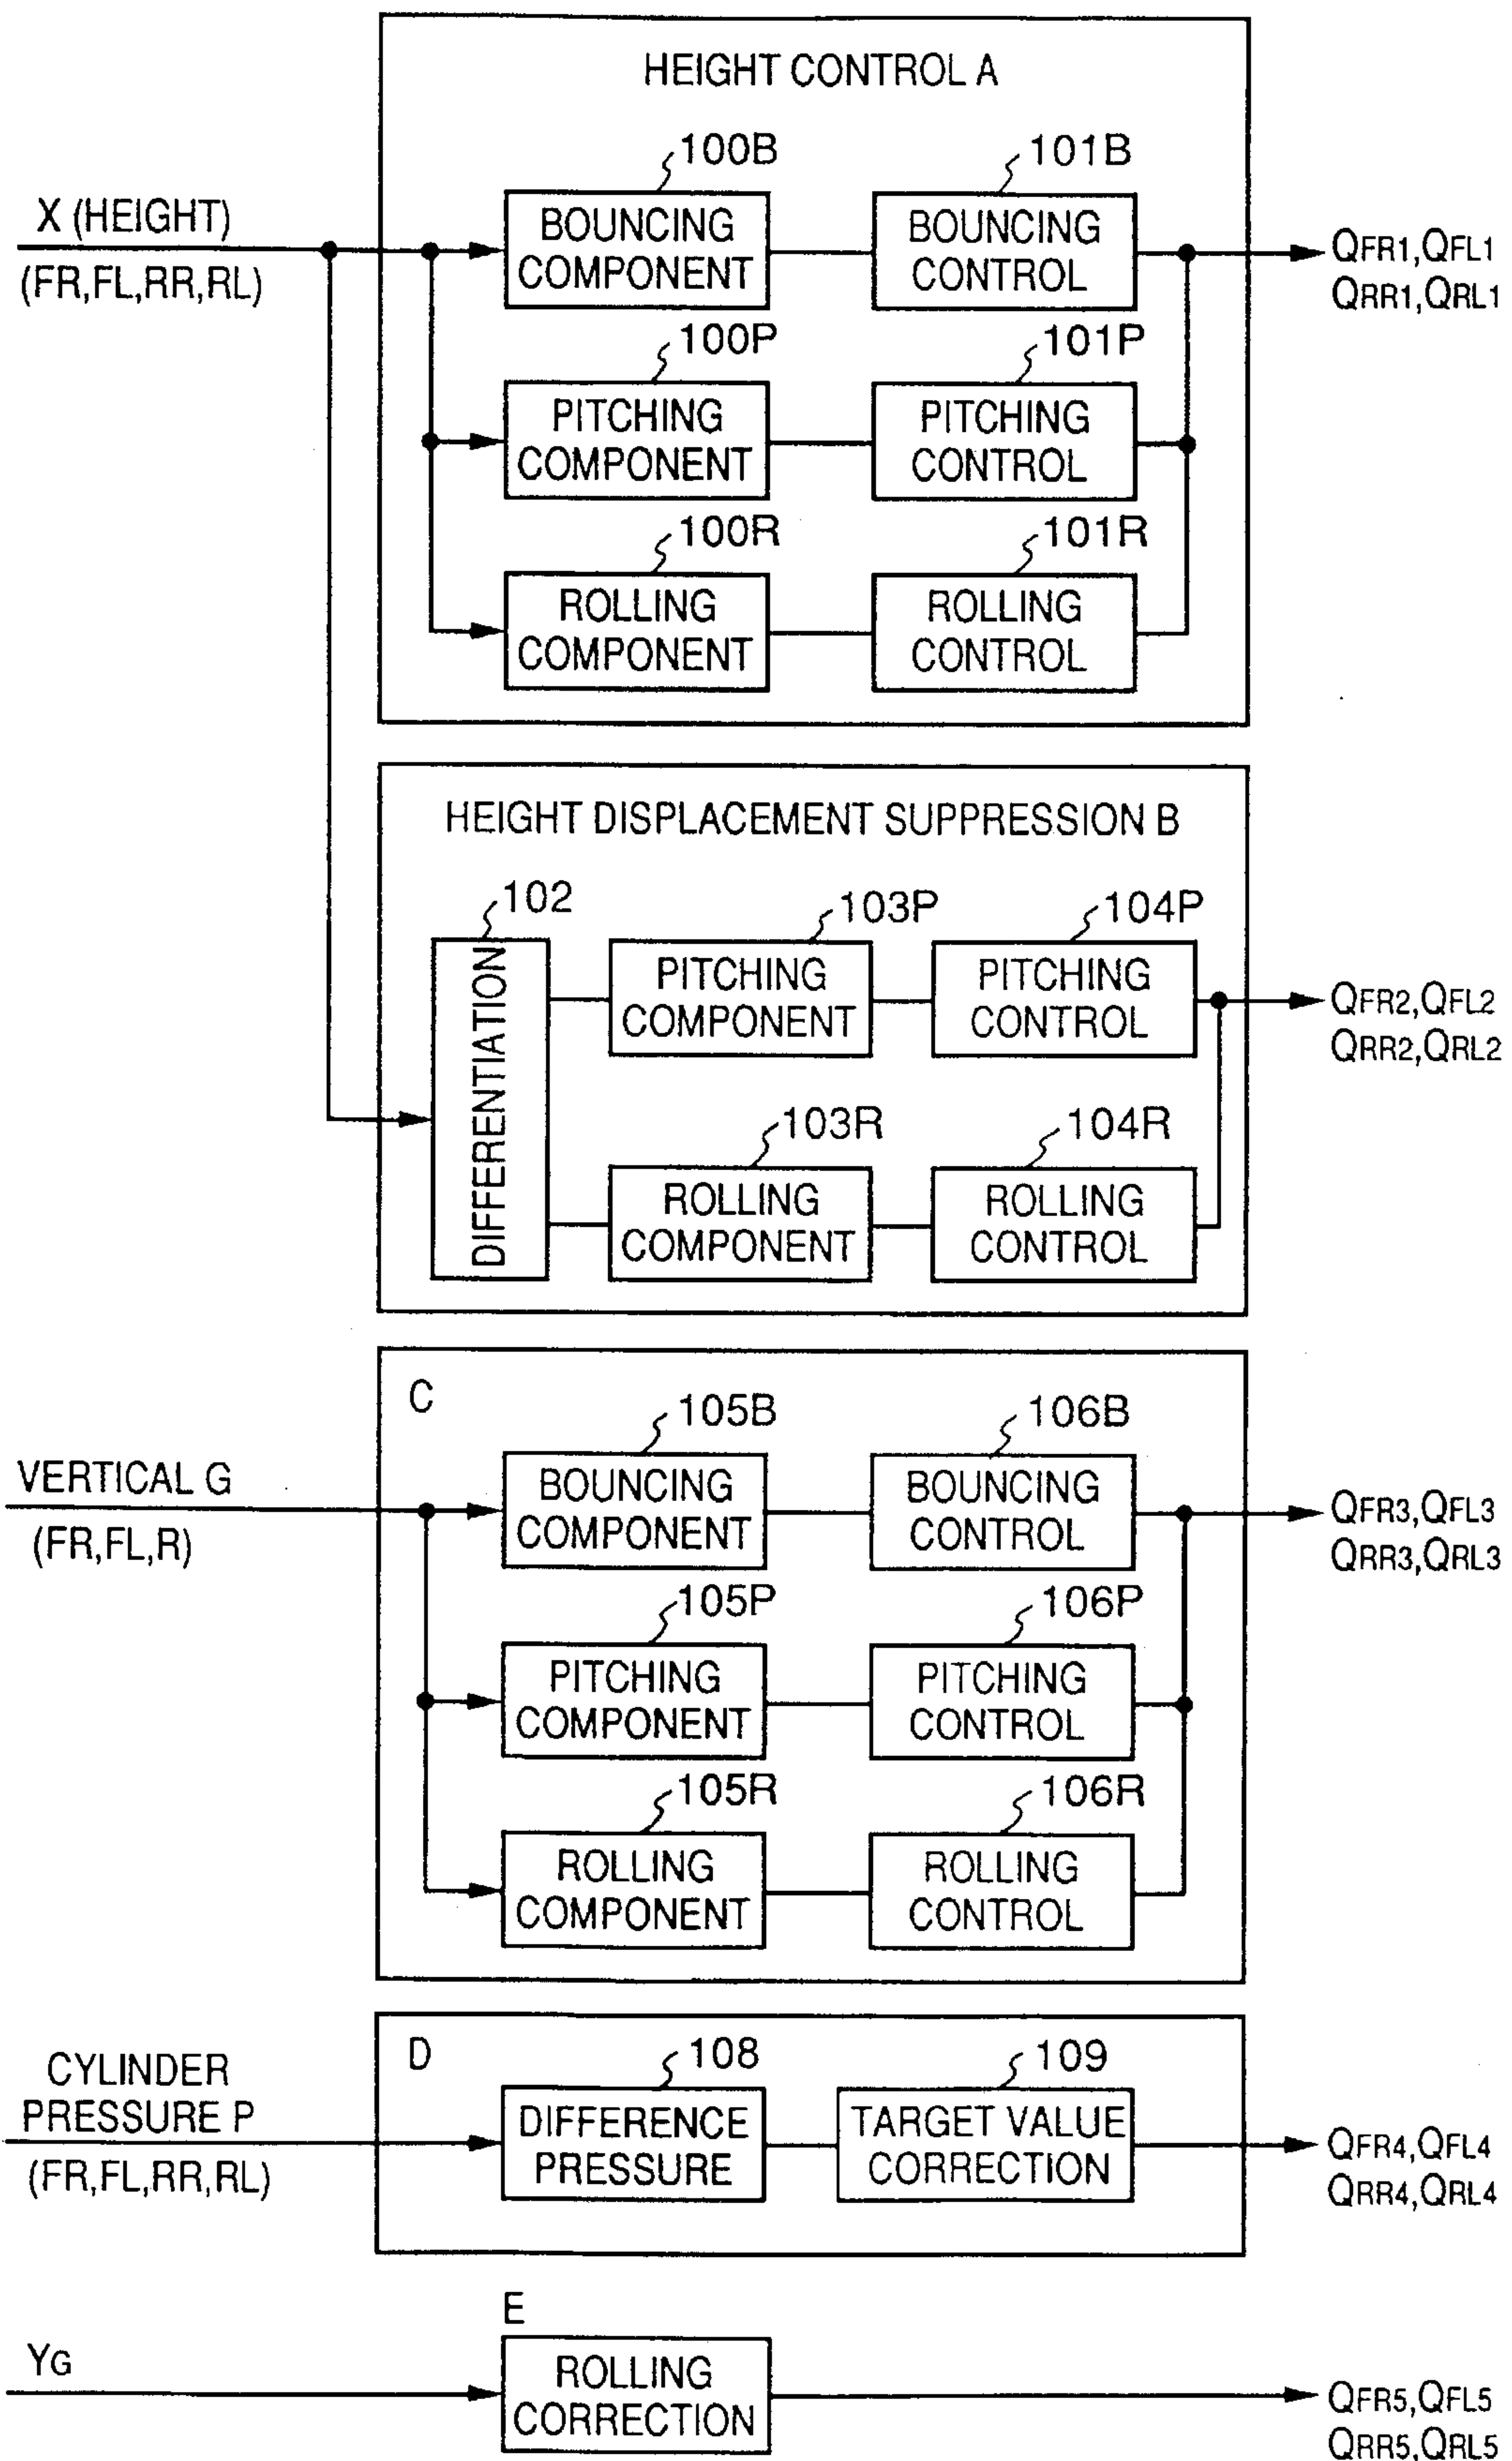 HEIGHT CONTROL A
100B
101B
X (HEIGHT)
(FR,FL,RR,RL)
BOUNCING
COMPONENT
BOUNCING
CONTROL
QFR1,QFL1
QRR1,QRL1
100P
101P
PITCHING
COMPONENT
PITCHING
CONTROL
100R
101R
ROLLING
COMPONENT
ROLLING
CONTROL
HEIGHT DISPLACEMENT SUPPRESSION B
102
103P
104P
DIFFERENTIATION
PITCHING
COMPONENT
PITCHING
CONTROL
QFR2,QFL2
QRR2,QRL2
103R
104R
ROLLING
COMPONENT
ROLLING
CONTROL
C
105B
106B
VERTICAL G
(FR,FL,R)
BOUNCING
COMPONENT
BOUNCING
CONTROL
QFR3,QFL3
QRR3,QRL3
105P
106P
PITCHING
COMPONENT
PITCHING
CONTROL
105R
106R
ROLLING
COMPONENT
ROLLING
CONTROL
D
108
109
CYLINDER
PRESSURE P
(FR,FL,RR,RL)
DIFFERENCE
PRESSURE
TARGET VALUE
CORRECTION
QFR4,QFL4
QRR4,QRL4
E
YG
ROLLING
CORRECTION
QFR5,QFL5
QRR5,QRL5